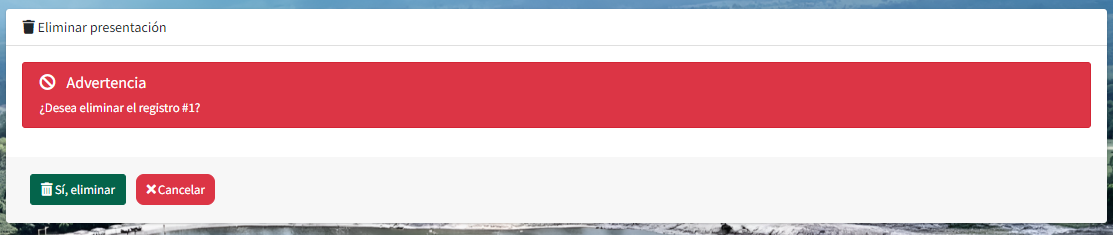 Eliminar presentación
Advertencia
¿Desea eliminar el registro #1?
Sí, eliminar
Cancelar